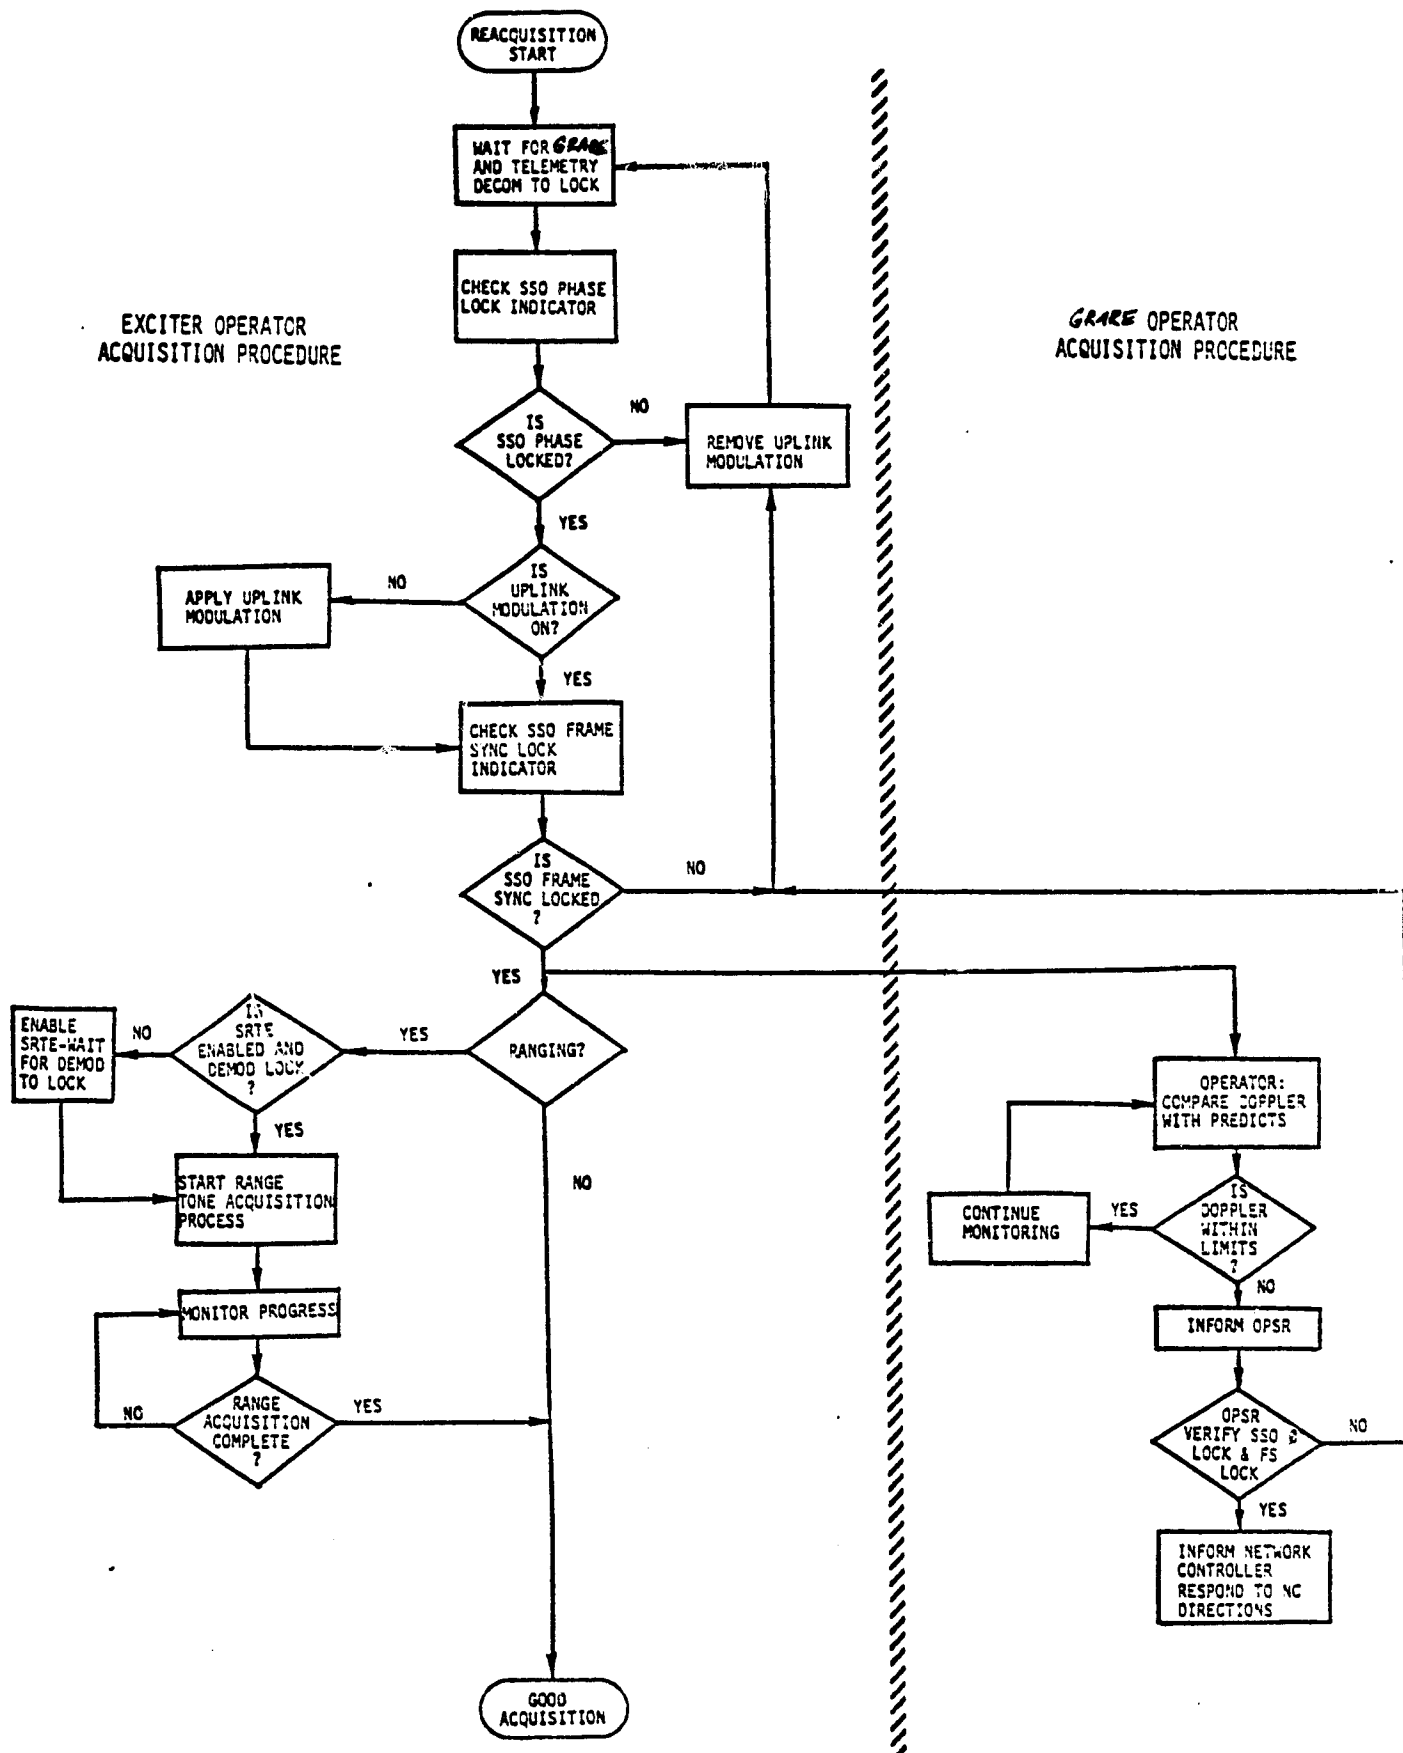 REACQUISITION
START
WAIT FOR GRARE
AND TELEMETRY
DECOM TO LOCK
CHECK SSO PHASE
LOCK INDICATOR
EXCITER OPERATOR
ACQUISITION PROCEDURE
GRARE OPERATOR
ACQUISITION PROCEDURE
IS
SSO PHASE
LOCKED?
NO
REMOVE UPLINK
MODULATION
YES
IS
UPLINK
MODULATION
ON?
NO
APPLY UPLINK
MODULATION
YES
CHECK SSO FRAME
SYNC LOCK
INDICATOR
IS
SSO FRAME
SYNC LOCKED
?
NO
YES
RANGING?
YES
IS
SRTE
ENABLED AND
DEMOD LOCK
?
NO
ENABLE
SRTE-WAIT
FOR DEMOD
TO LOCK
YES
START RANGE
TONE ACQUISITION
PROCESS
MONITOR PROGRESS
RANGE
ACQUISITION
COMPLETE
?
NO
YES
NO
OPERATOR:
COMPARE DOPPLER
WITH PREDICTS
IS
DOPPLER
WITHIN
LIMITS
?
YES
CONTINUE
MONITORING
NO
INFORM OPSR
OPSR
VERIFY SSO Ø
LOCK & FS
LOCK
NO
YES
INFORM NETWORK
CONTROLLER
RESPOND TO NC
DIRECTIONS
GOOD
ACQUISITION